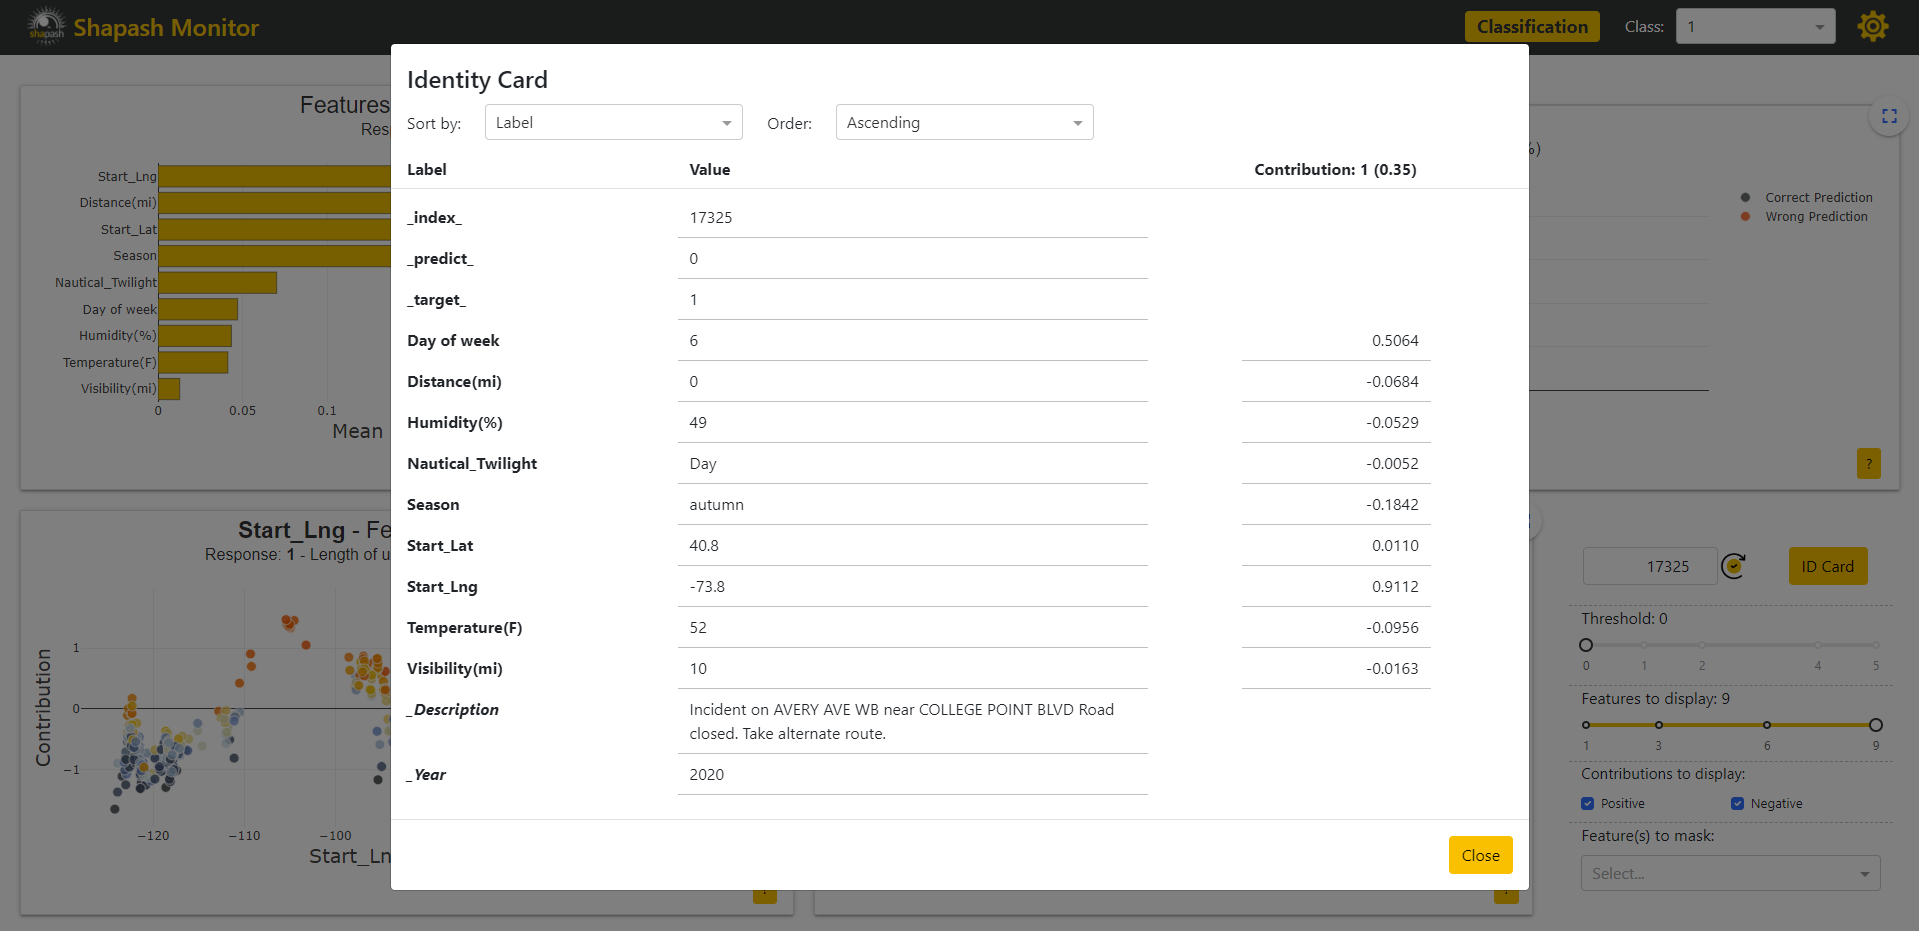 shapash
Shapash Monitor
Classification
Class:
1
Identity Card
Sort by:
Label
Order:
Ascending
Label Value Contribution: 1 (0.35)
_index_ 17325
_predict_ 0
_target_ 1
Day of week 6 0.5064
Distance(mi) 0 -0.0684
Humidity(%) 49 -0.0529
Nautical_Twilight Day -0.0052
Season autumn -0.1842
Start_Lat 40.8 0.0110
Start_Lng -73.8 0.9112
Temperature(F) 52 -0.0956
Visibility(mi) 10 -0.0163
_Description Incident on AVERY AVE WB near COLLEGE POINT BLVD Road
closed. Take alternate route.
_Year 2020
Close
Features
Start_Lng
Distance(mi)
Start_Lat
Season
Nautical_Twilight
Day of week
Humidity(%)
Temperature(F)
Visibility(mi)
0 0.05 0.1
Mean
%)
Correct Prediction
Wrong Prediction
?
Start_Lng - Fe
Response: 1 - Length of u
Contribution
1
0
−1
−120 −110 −100
17325
ID Card
Threshold: 0
0 1 2 4 5
Features to display: 9
1 3 6 9
Contributions to display:
Positive Negative
Feature(s) to mask:
Select...